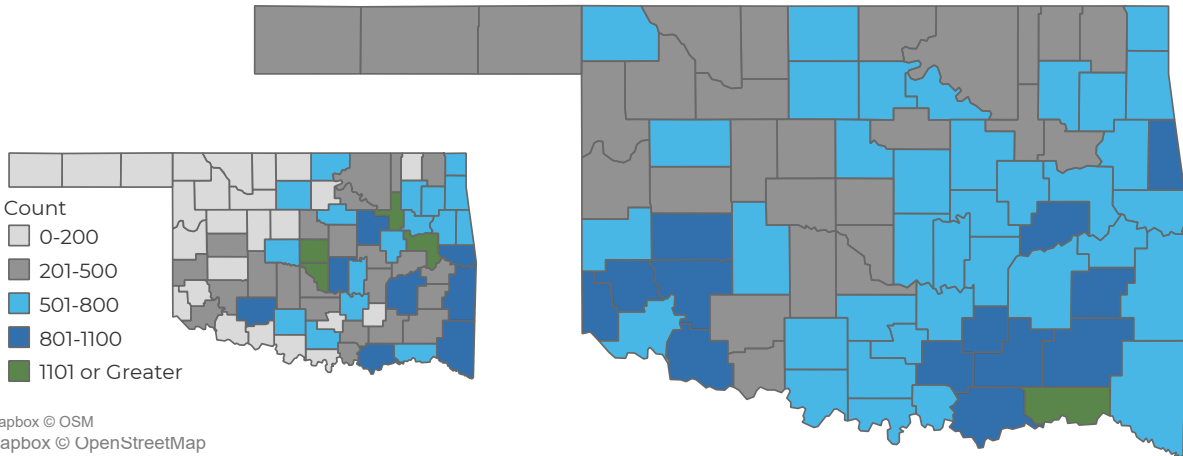 Count
0-200
201-500
501-800
801-1100
1101 or Greater
apbox © OSM
apbox © OpenStreetMap